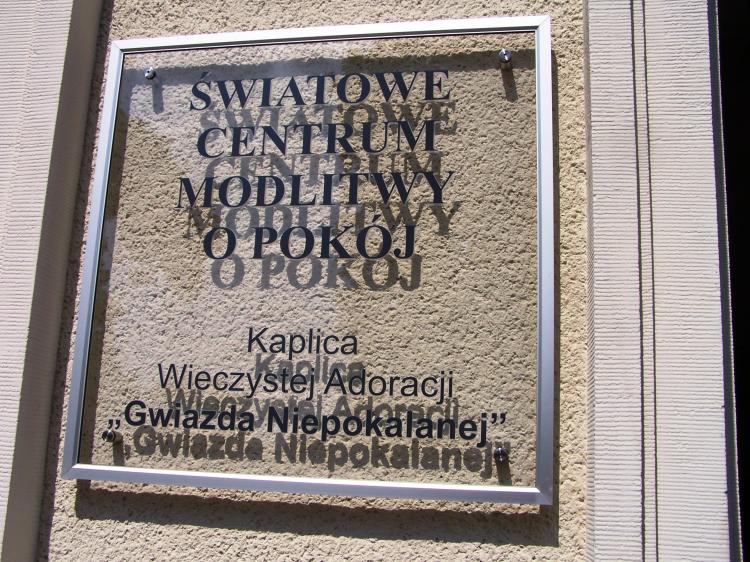 ŚWIATOWE
CENTRUM
MODLITWY
O POKÓJ
Kaplica
Wieczystej Adoracji
„Gwiazda Niepokalanej”